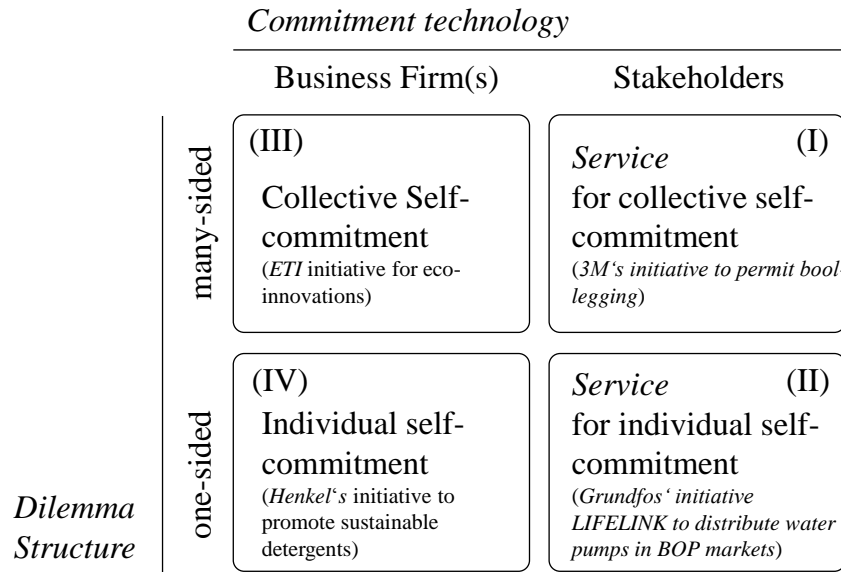 Commitment technology
Business Firm(s)
Stakeholders
many-sided
(III)
Collective Self-
commitment
(ETI initiative for eco-
innovations)
(I)
Service
for collective self-
commitment
(3M‘s initiative to permit boot-
legging)
one-sided
(IV)
Individual self-
commitment
(Henkel‘s initiative to
promote sustainable
detergents)
(II)
Service
for individual self-
commitment
(Grundfos‘ initiative
LIFELINK to distribute water
pumps in BOP markets)
Dilemma
Structure